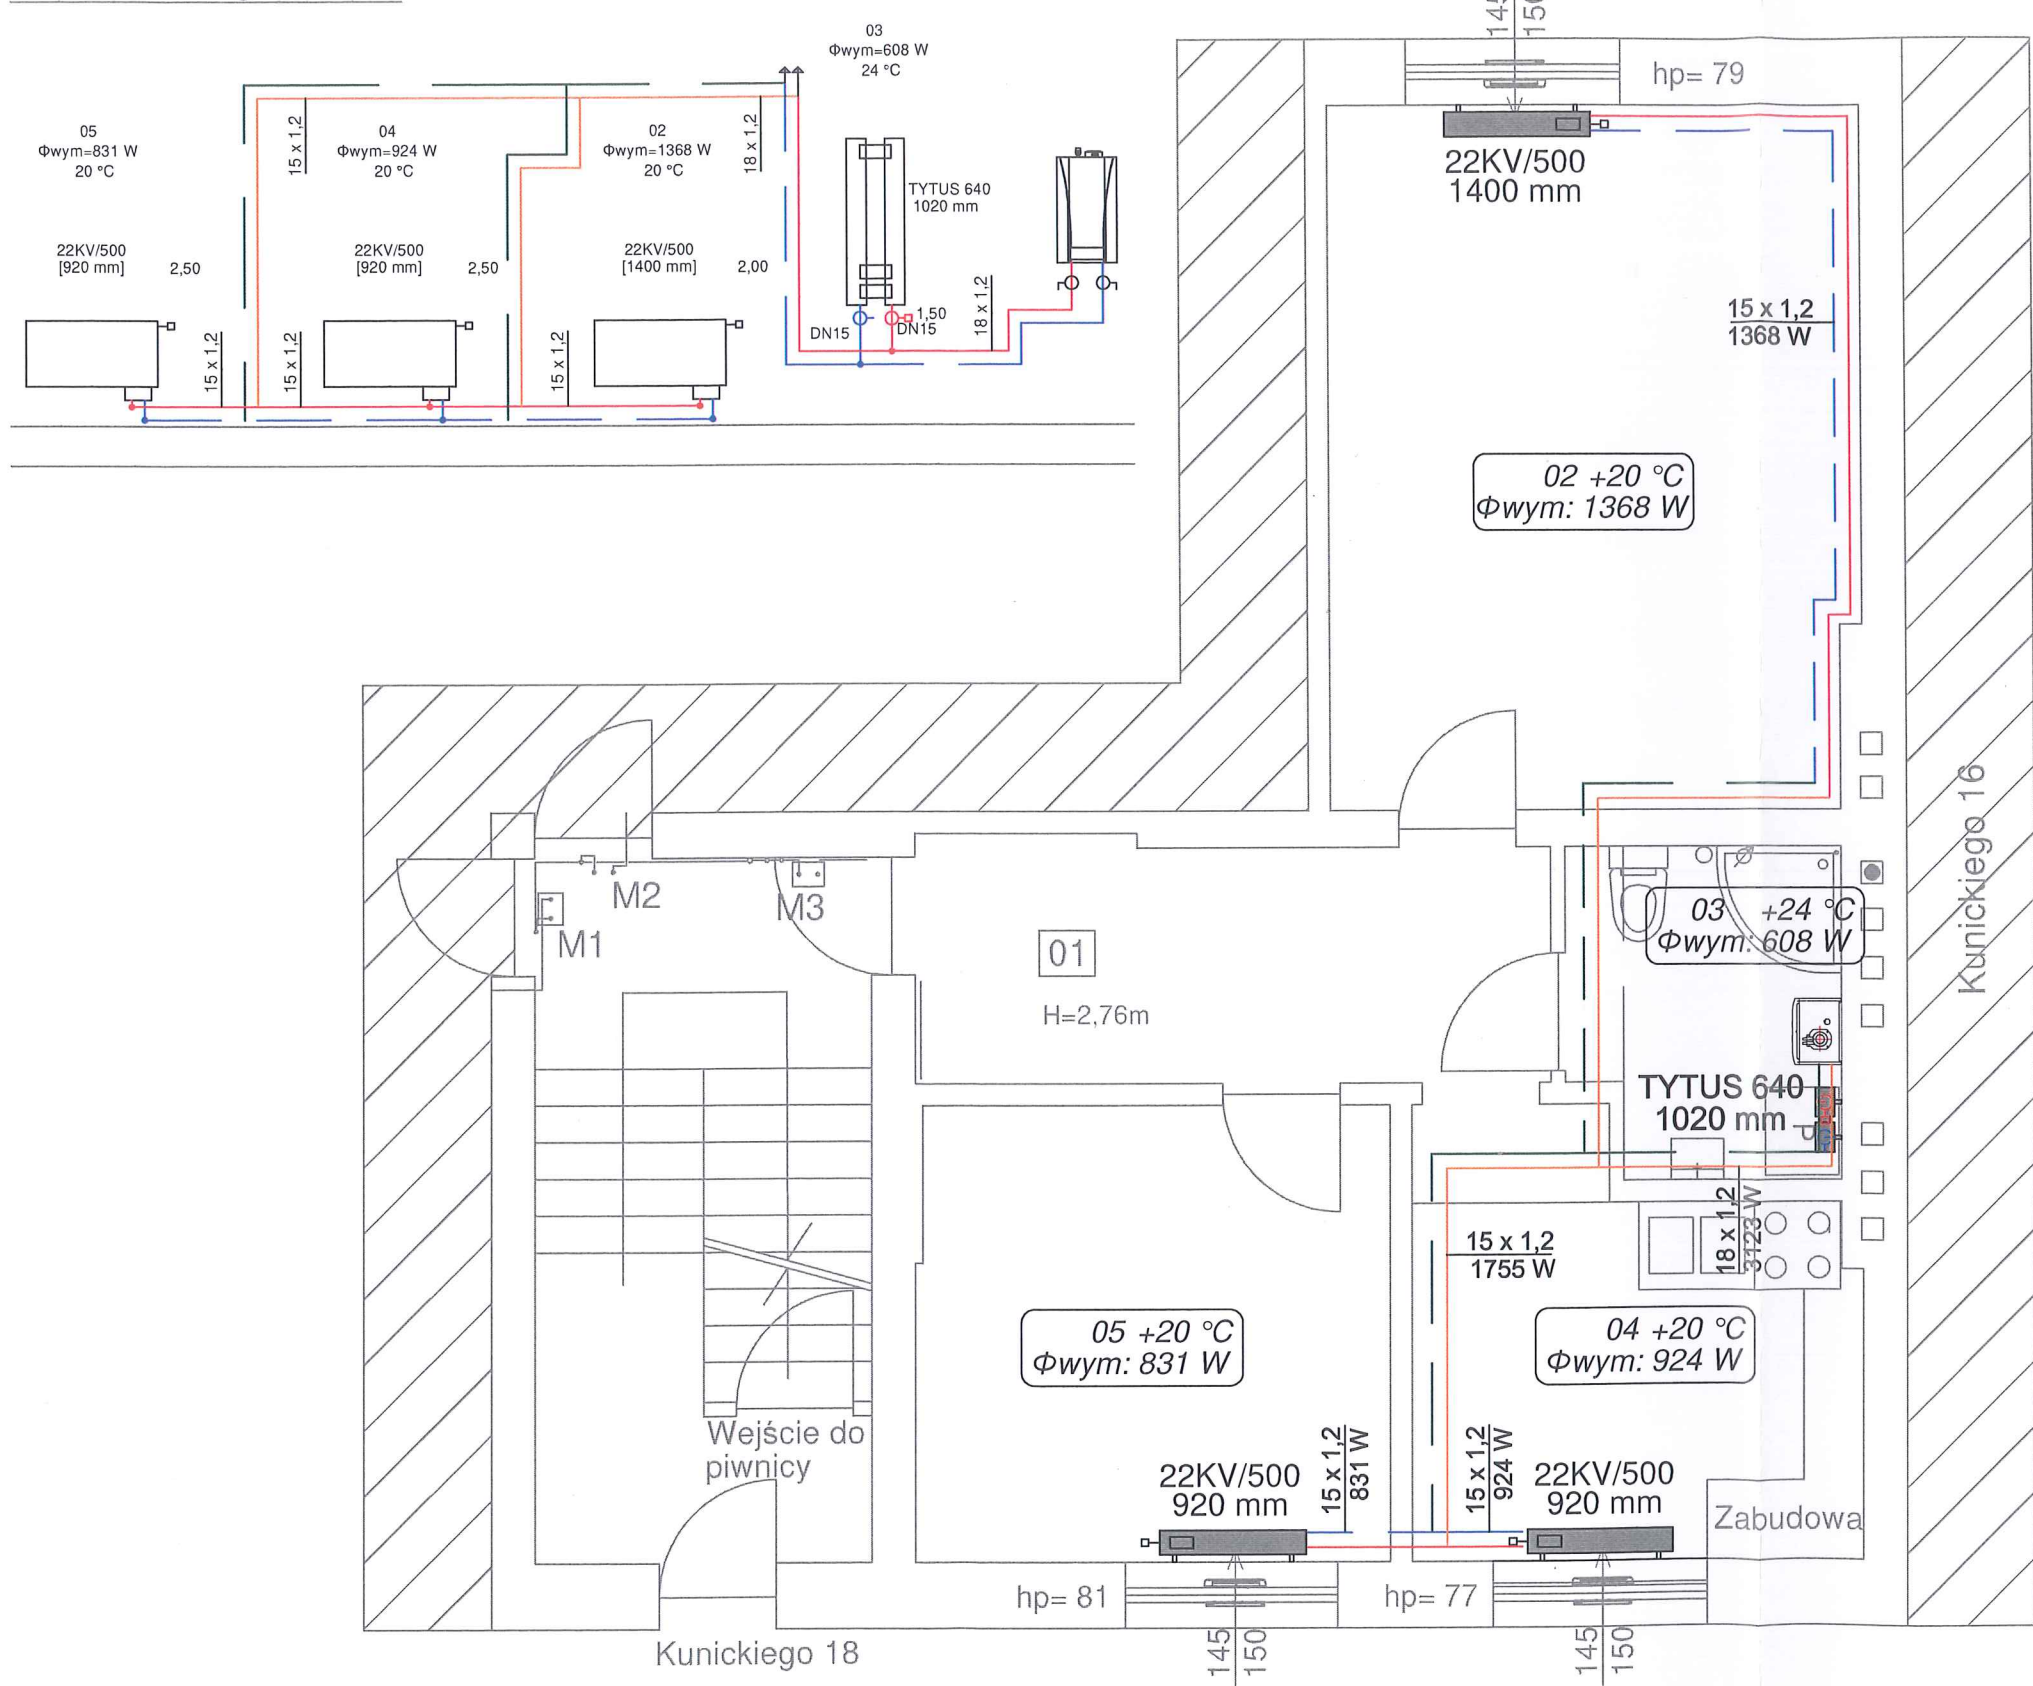 03
Φwym=608 W
24 °C
05
Φwym=831 W
20 °C
15 x 1,2
04
Φwym=924 W
20 °C
02
Φwym=1368 W
20 °C
18 x 1,2
TYTUS 640
1020 mm
22KV/500
[920 mm]
2,50
22KV/500
[920 mm]
2,50
22KV/500
[1400 mm]
2,00
15 x 1,2
15 x 1,2
15 x 1,2
DN15
1,50
DN15
18 x 1,2
145
150
hp= 79
22KV/500
1400 mm
15 x 1,2
1368 W
02 +20 °C
Φwym: 1368 W
Kunickiego 16
M2
M1
M3
01
H=2,76m
03 +24 °C
Φwym: 608 W
TYTUS 640
1020 mm
P
18 x 1,2
3123 W
15 x 1,2
1755 W
05 +20 °C
Φwym: 831 W
04 +20 °C
Φwym: 924 W
Wejście do
piwnicy
22KV/500
920 mm
15 x 1,2
831 W
15 x 1,2
924 W
22KV/500
920 mm
Zabudowa
hp= 81
hp= 77
Kunickiego 18
145
150
145
150